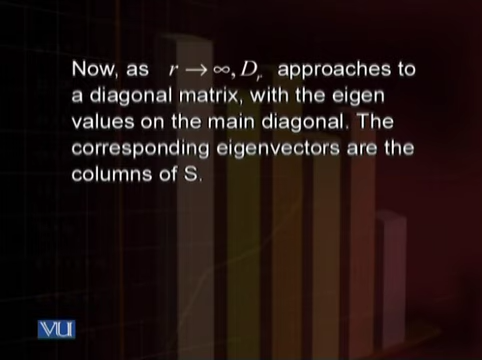 Now, as r → ∞, Dᵣ approaches to
a diagonal matrix, with the eigen
values on the main diagonal. The
corresponding eigenvectors are the
columns of S.
VU